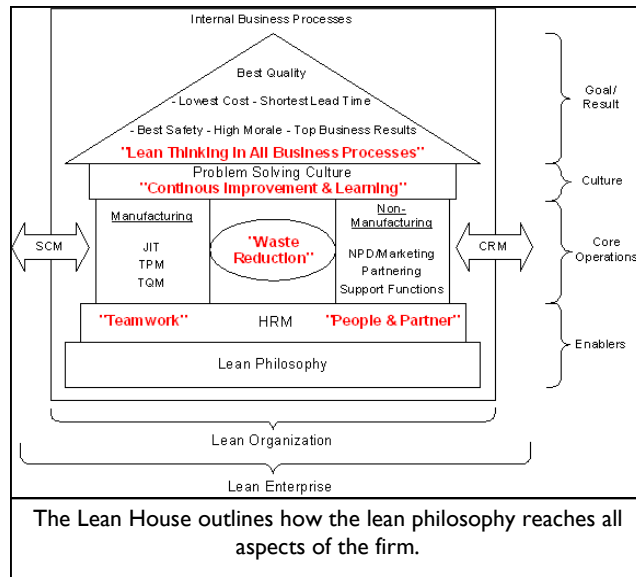 Internal Business Processes
Best Quality
- Lowest Cost - Shortest Lead Time
- Best Safety - High Morale - Top Business Results
"Lean Thinking in All Business Processes"
Goal/
Result
Problem Solving Culture
"Continous Improvement & Learning"
Culture
Manufacturing
JIT
TPM
TQM
"Waste
Reduction"
Non-
Manufacturing
NPD/Marketing
Partnering
Support Functions
SCM
CRM
Core
Operations
"Teamwork"
HRM
"People & Partner"
Lean Philosophy
Enablers
Lean Organization
Lean Enterprise
The Lean House outlines how the lean philosophy reaches all
aspects of the firm.